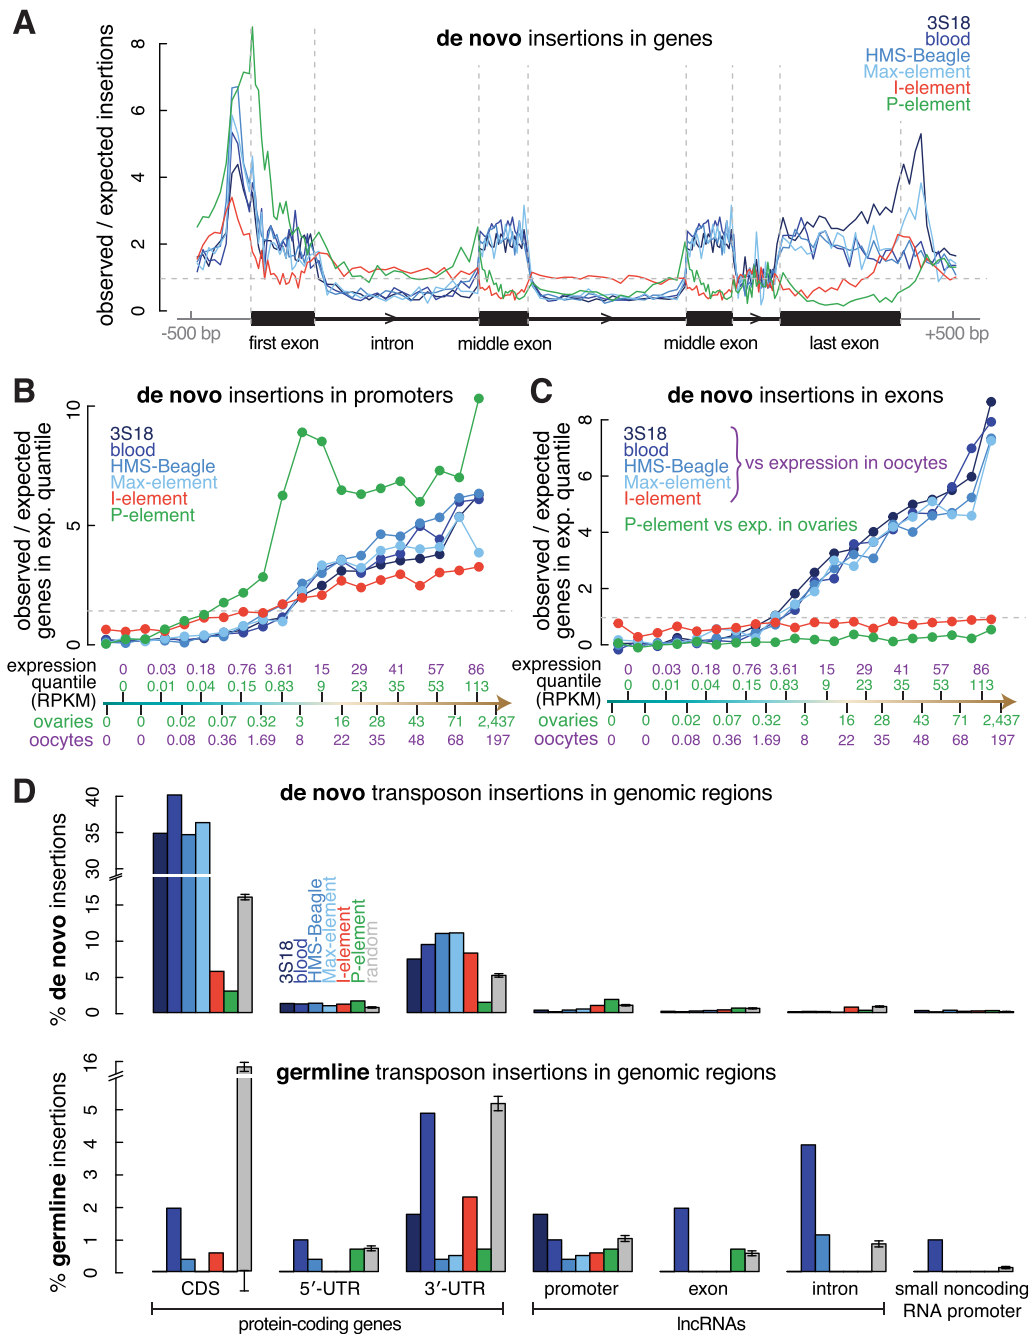 A
de novo insertions in genes
3S18
blood
HMS-Beagle
Max-element
I-element
P-element
observed / expected insertions
8
6
4
2
0
-500 bp
+500 bp
first exon
intron
middle exon
middle exon
last exon
B
de novo insertions in promoters
observed / expected
genes in exp. quantile
10
5
0
3S18
blood
HMS-Beagle
Max-element
I-element
P-element
expression
quantile
(RPKM)
0 0.03 0.18 0.76 3.61 15 29 41 57 86
0 0.01 0.04 0.15 0.83 9 23 35 53 113
ovaries 0 0 0.02 0.07 0.32 3 16 28 43 71 2,437
oocytes 0 0 0.08 0.36 1.69 8 22 35 48 68 197
C
de novo insertions in exons
observed / expected
genes in exp. quantile
8
6
4
2
0
3S18
blood
HMS-Beagle
Max-element
I-element
vs expression in oocytes
P-element vs exp. in ovaries
expression
quantile
(RPKM)
0 0.03 0.18 0.76 3.61 15 29 41 57 86
0 0.01 0.04 0.15 0.83 9 23 35 53 113
ovaries 0 0 0.02 0.07 0.32 3 16 28 43 71 2,437
oocytes 0 0 0.08 0.36 1.69 8 22 35 48 68 197
D
de novo transposon insertions in genomic regions
% de novo insertions
40
35
30
15
10
5
0
3S18
blood
HMS-Beagle
Max-element
I-element
P-element
random
germline transposon insertions in genomic regions
% germline insertions
16
5
4
3
2
1
0
CDS
5′-UTR
3′-UTR
promoter
exon
intron
small noncoding
RNA promoter
protein-coding genes
lncRNAs